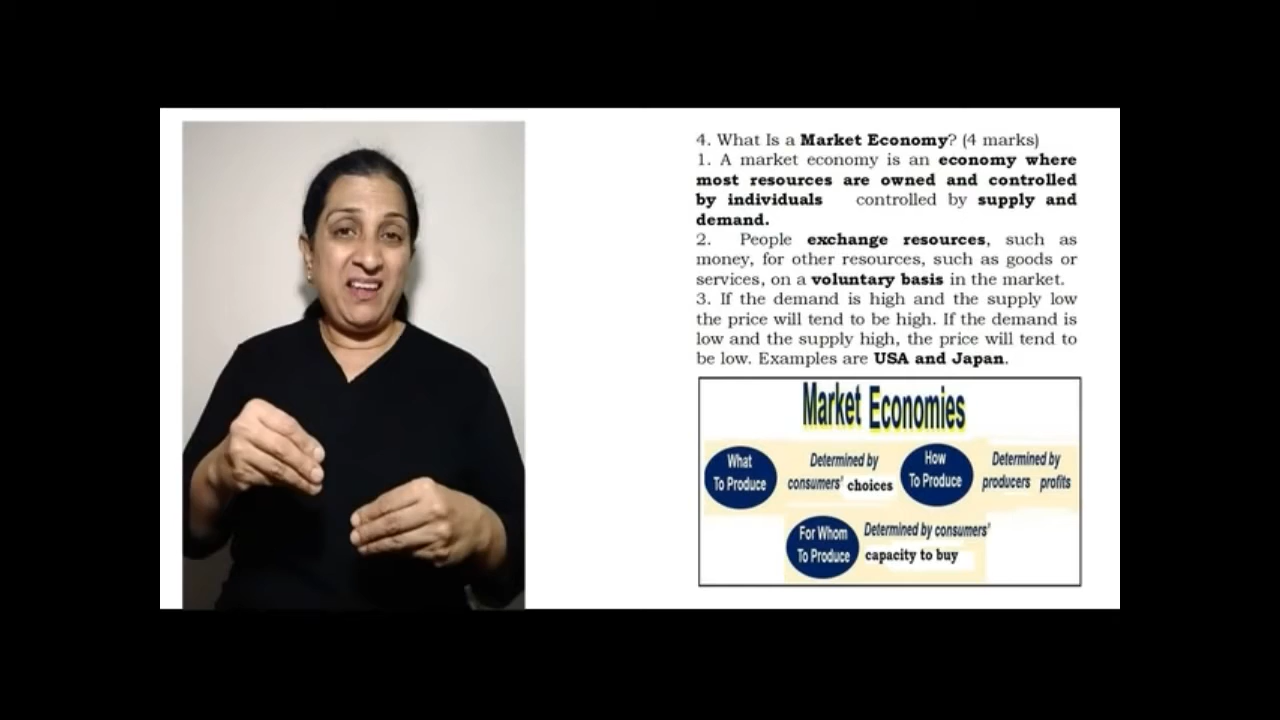 4. What Is a Market Economy? (4 marks)
1. A market economy is an economy where
most resources are owned and controlled
by individuals controlled by supply and
demand.
2. People exchange resources, such as
money, for other resources, such as goods or
services, on a voluntary basis in the market.
3. If the demand is high and the supply low
the price will tend to be high. If the demand is
low and the supply high, the price will tend to
be low. Examples are USA and Japan.
Market Economies
What
To Produce
Determined by
consumers' choices
How
To Produce
Determined by
producers profits
For Whom
To Produce
Determined by consumers'
capacity to buy